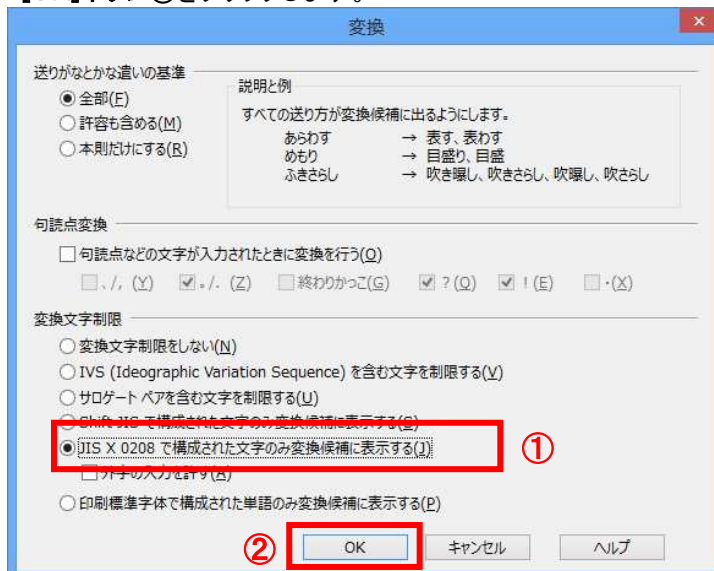 変換
×
送りがなとかな遣いの基準
全部(F)
許容も含める(M)
本則だけにする(R)
説明と例
すべての送り方が変換候補に出るようにします。
あらわす → 表す、表わす
めもり → 目盛り、目盛
ふきさらし → 吹き曝し、吹きさらし、吹曝し、吹さらし
句読点変換
句読点などの文字が入力されたときに変換を行う(O)
、/, (Y) 。/. (Z) 終わりかっこ(G) ? (Q) ! (E) ・(X)
変換文字制限
変換文字制限をしない(N)
IVS (Ideographic Variation Sequence) を含む文字を制限する(V)
サロゲート ペアを含む文字を制限する(U)
Shift JIS で構成された文字のみ変換候補に表示する(S)
JIS X 0208 で構成された文字のみ変換候補に表示する(J) ①
外字の入力を許す(A)
印刷標準字体で構成された単語のみ変換候補に表示する(P)
② OK キャンセル ヘルプ